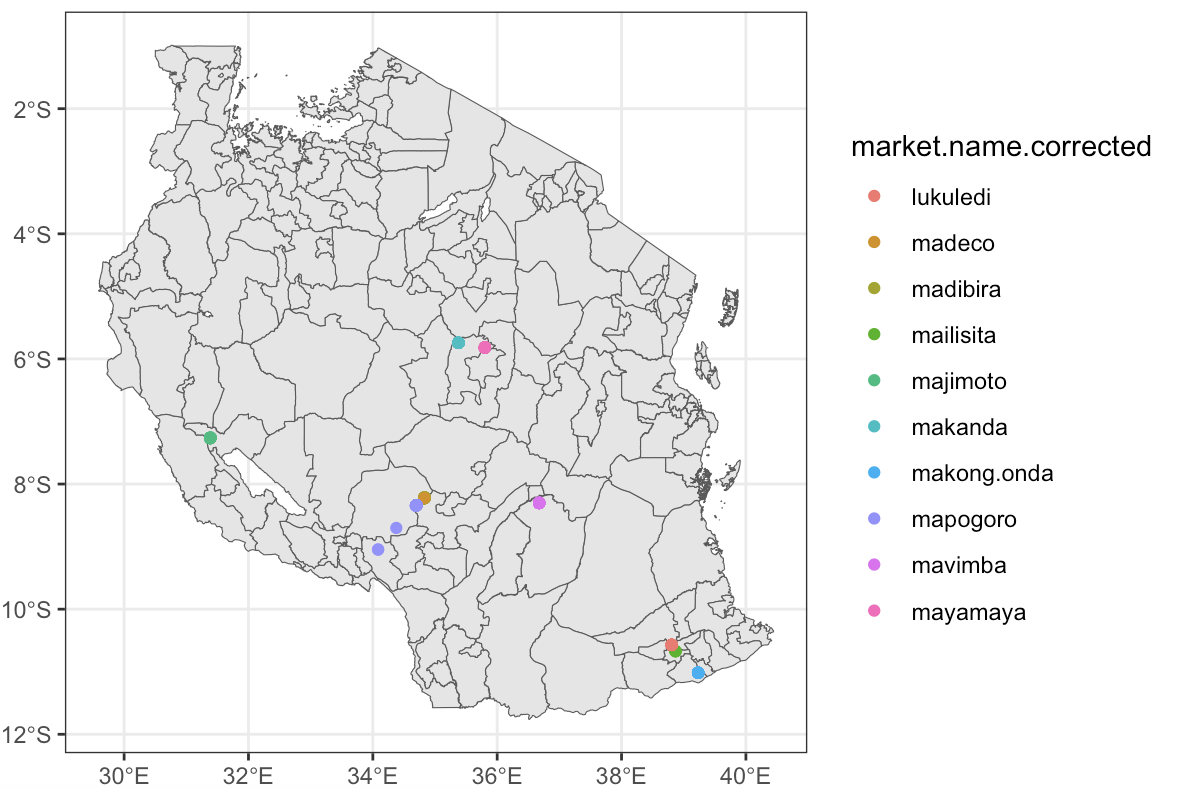 2°S
4°S
6°S
8°S
10°S
12°S
30°E 32°E 34°E 36°E 38°E 40°E
market.name.corrected
lukuledi
madeco
madibira
mailisita
majimoto
makanda
makong.onda
mapogoro
mavimba
mayamaya